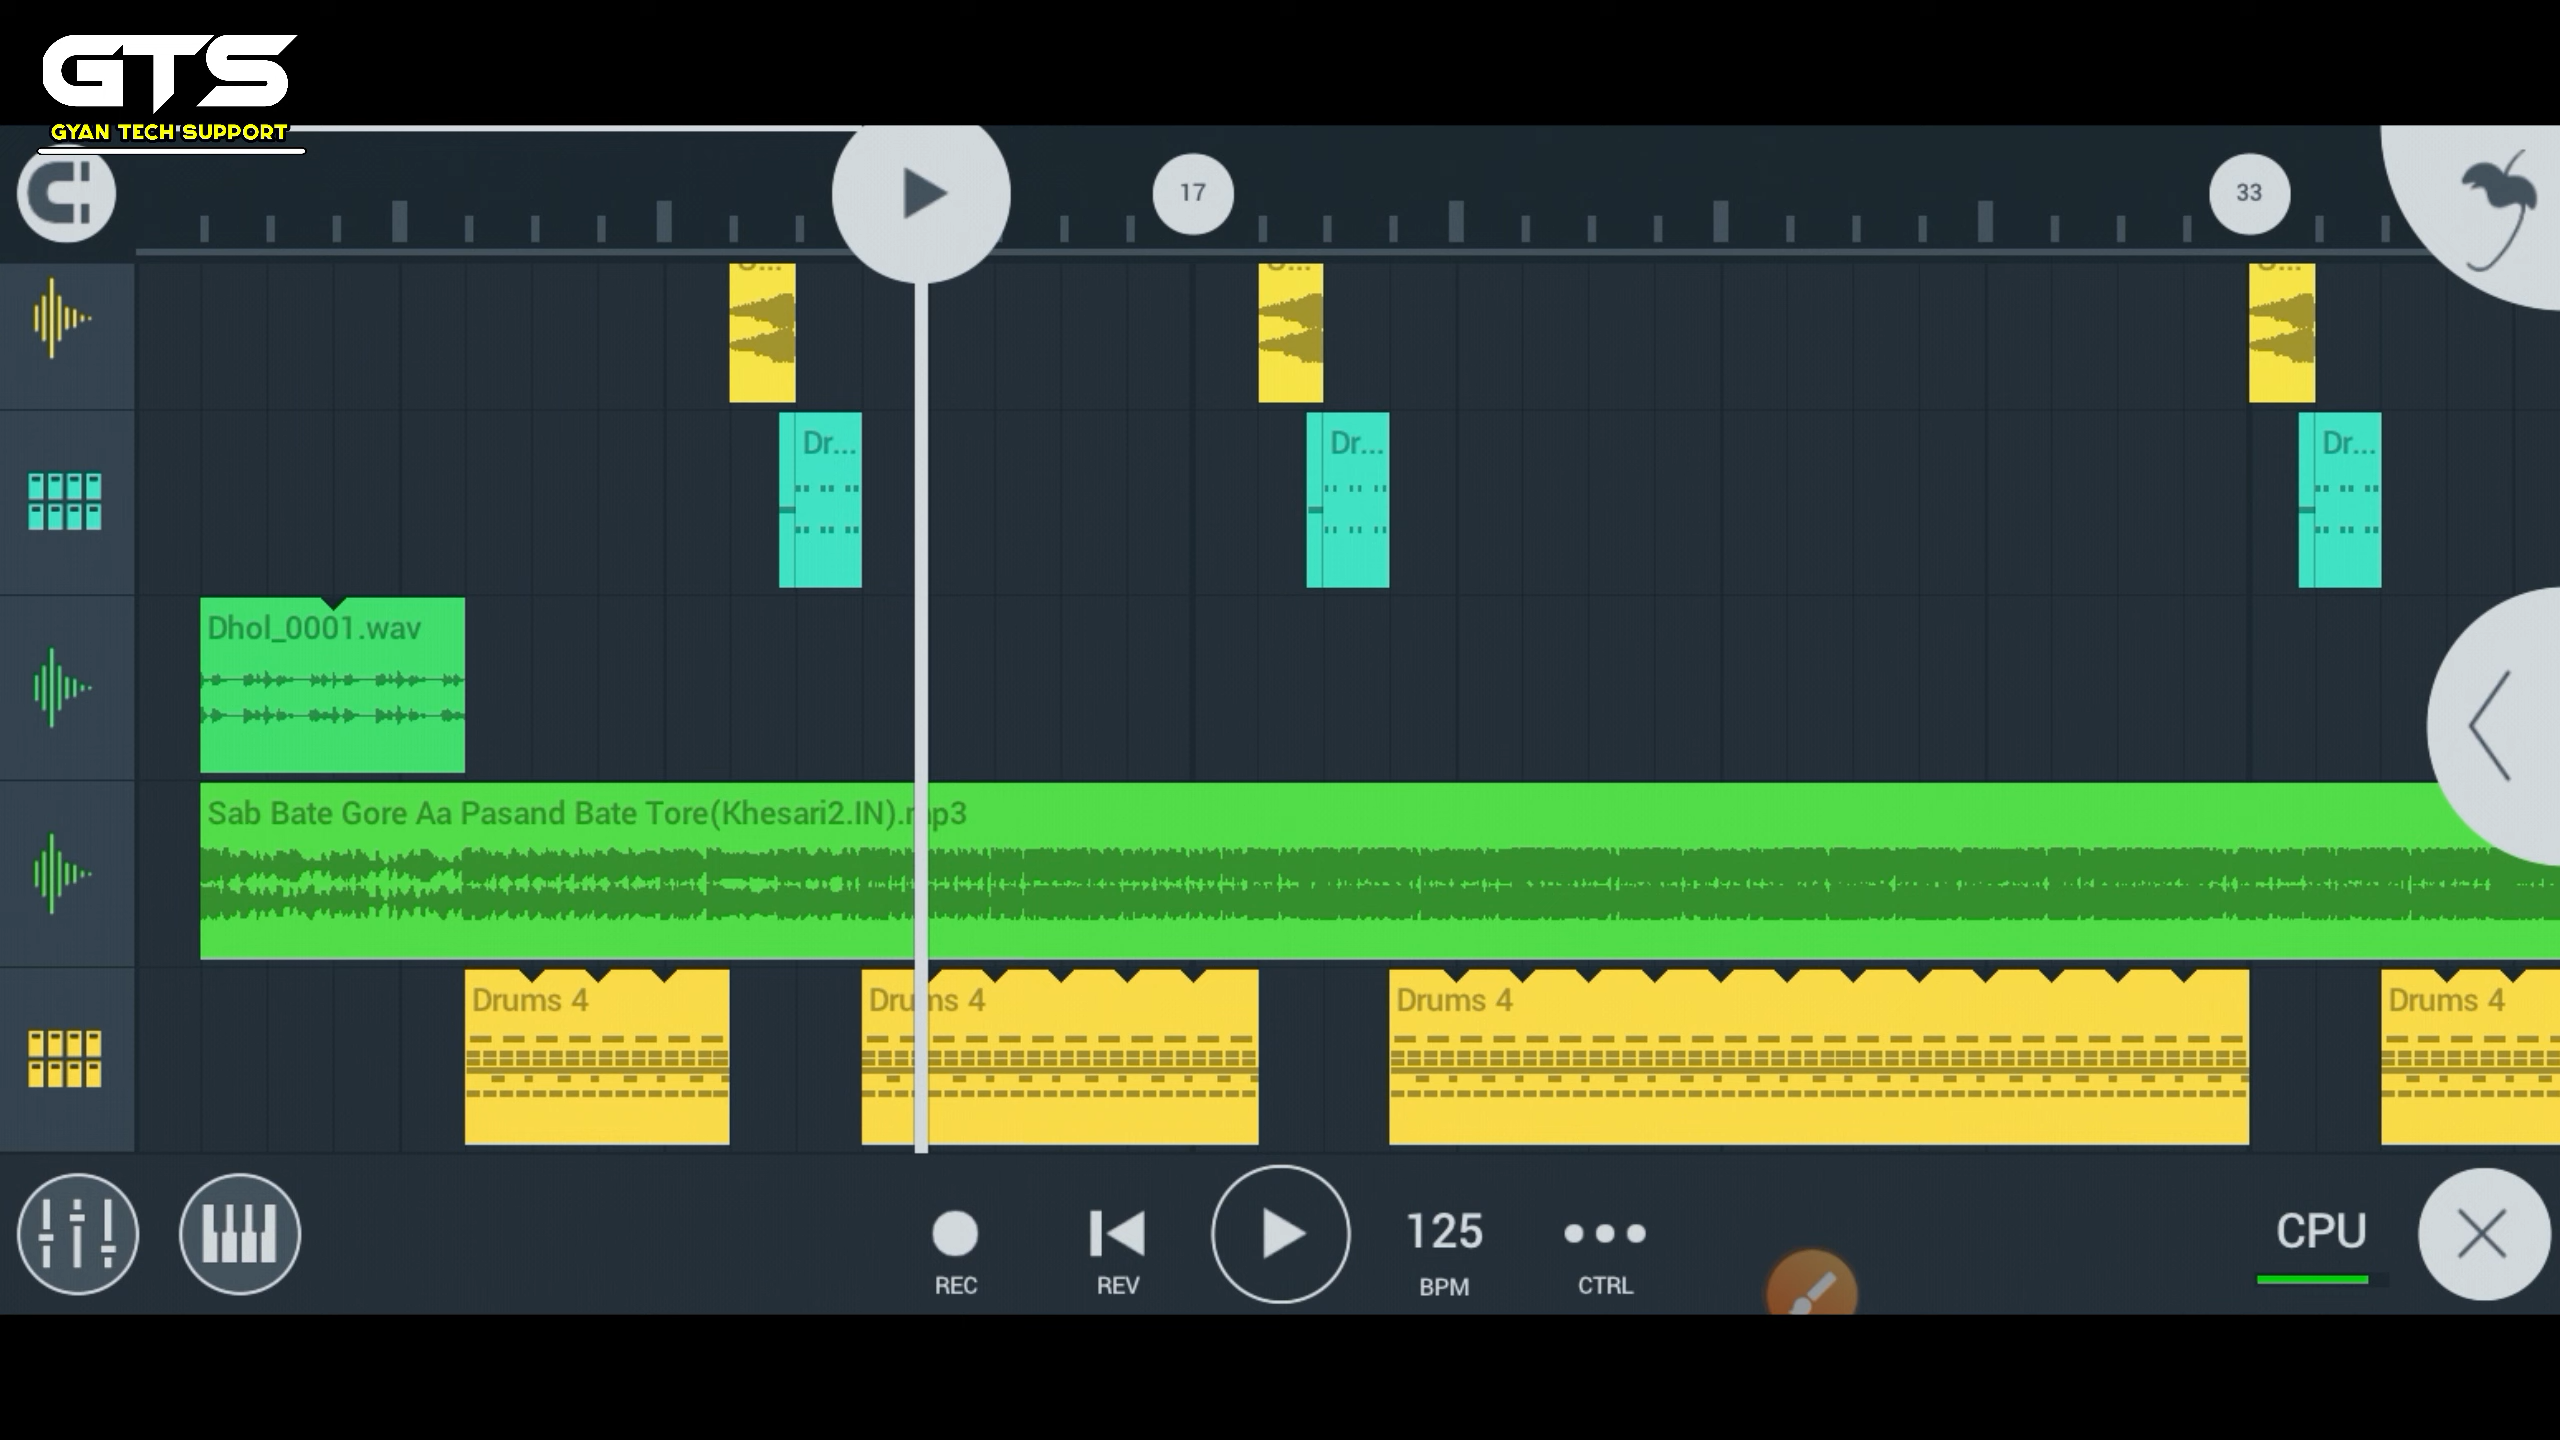 GTS
GYAN TECH SUPPORT
17
33
Dr...
Dr...
Dr...
Dhol_0001.wav
Sab Bate Gore Aa Pasand Bate Tore(Khesari2.IN).mp3
Drums 4
Drums 4
Drums 4
Drums 4
REC
REV
125
BPM
CTRL
CPU